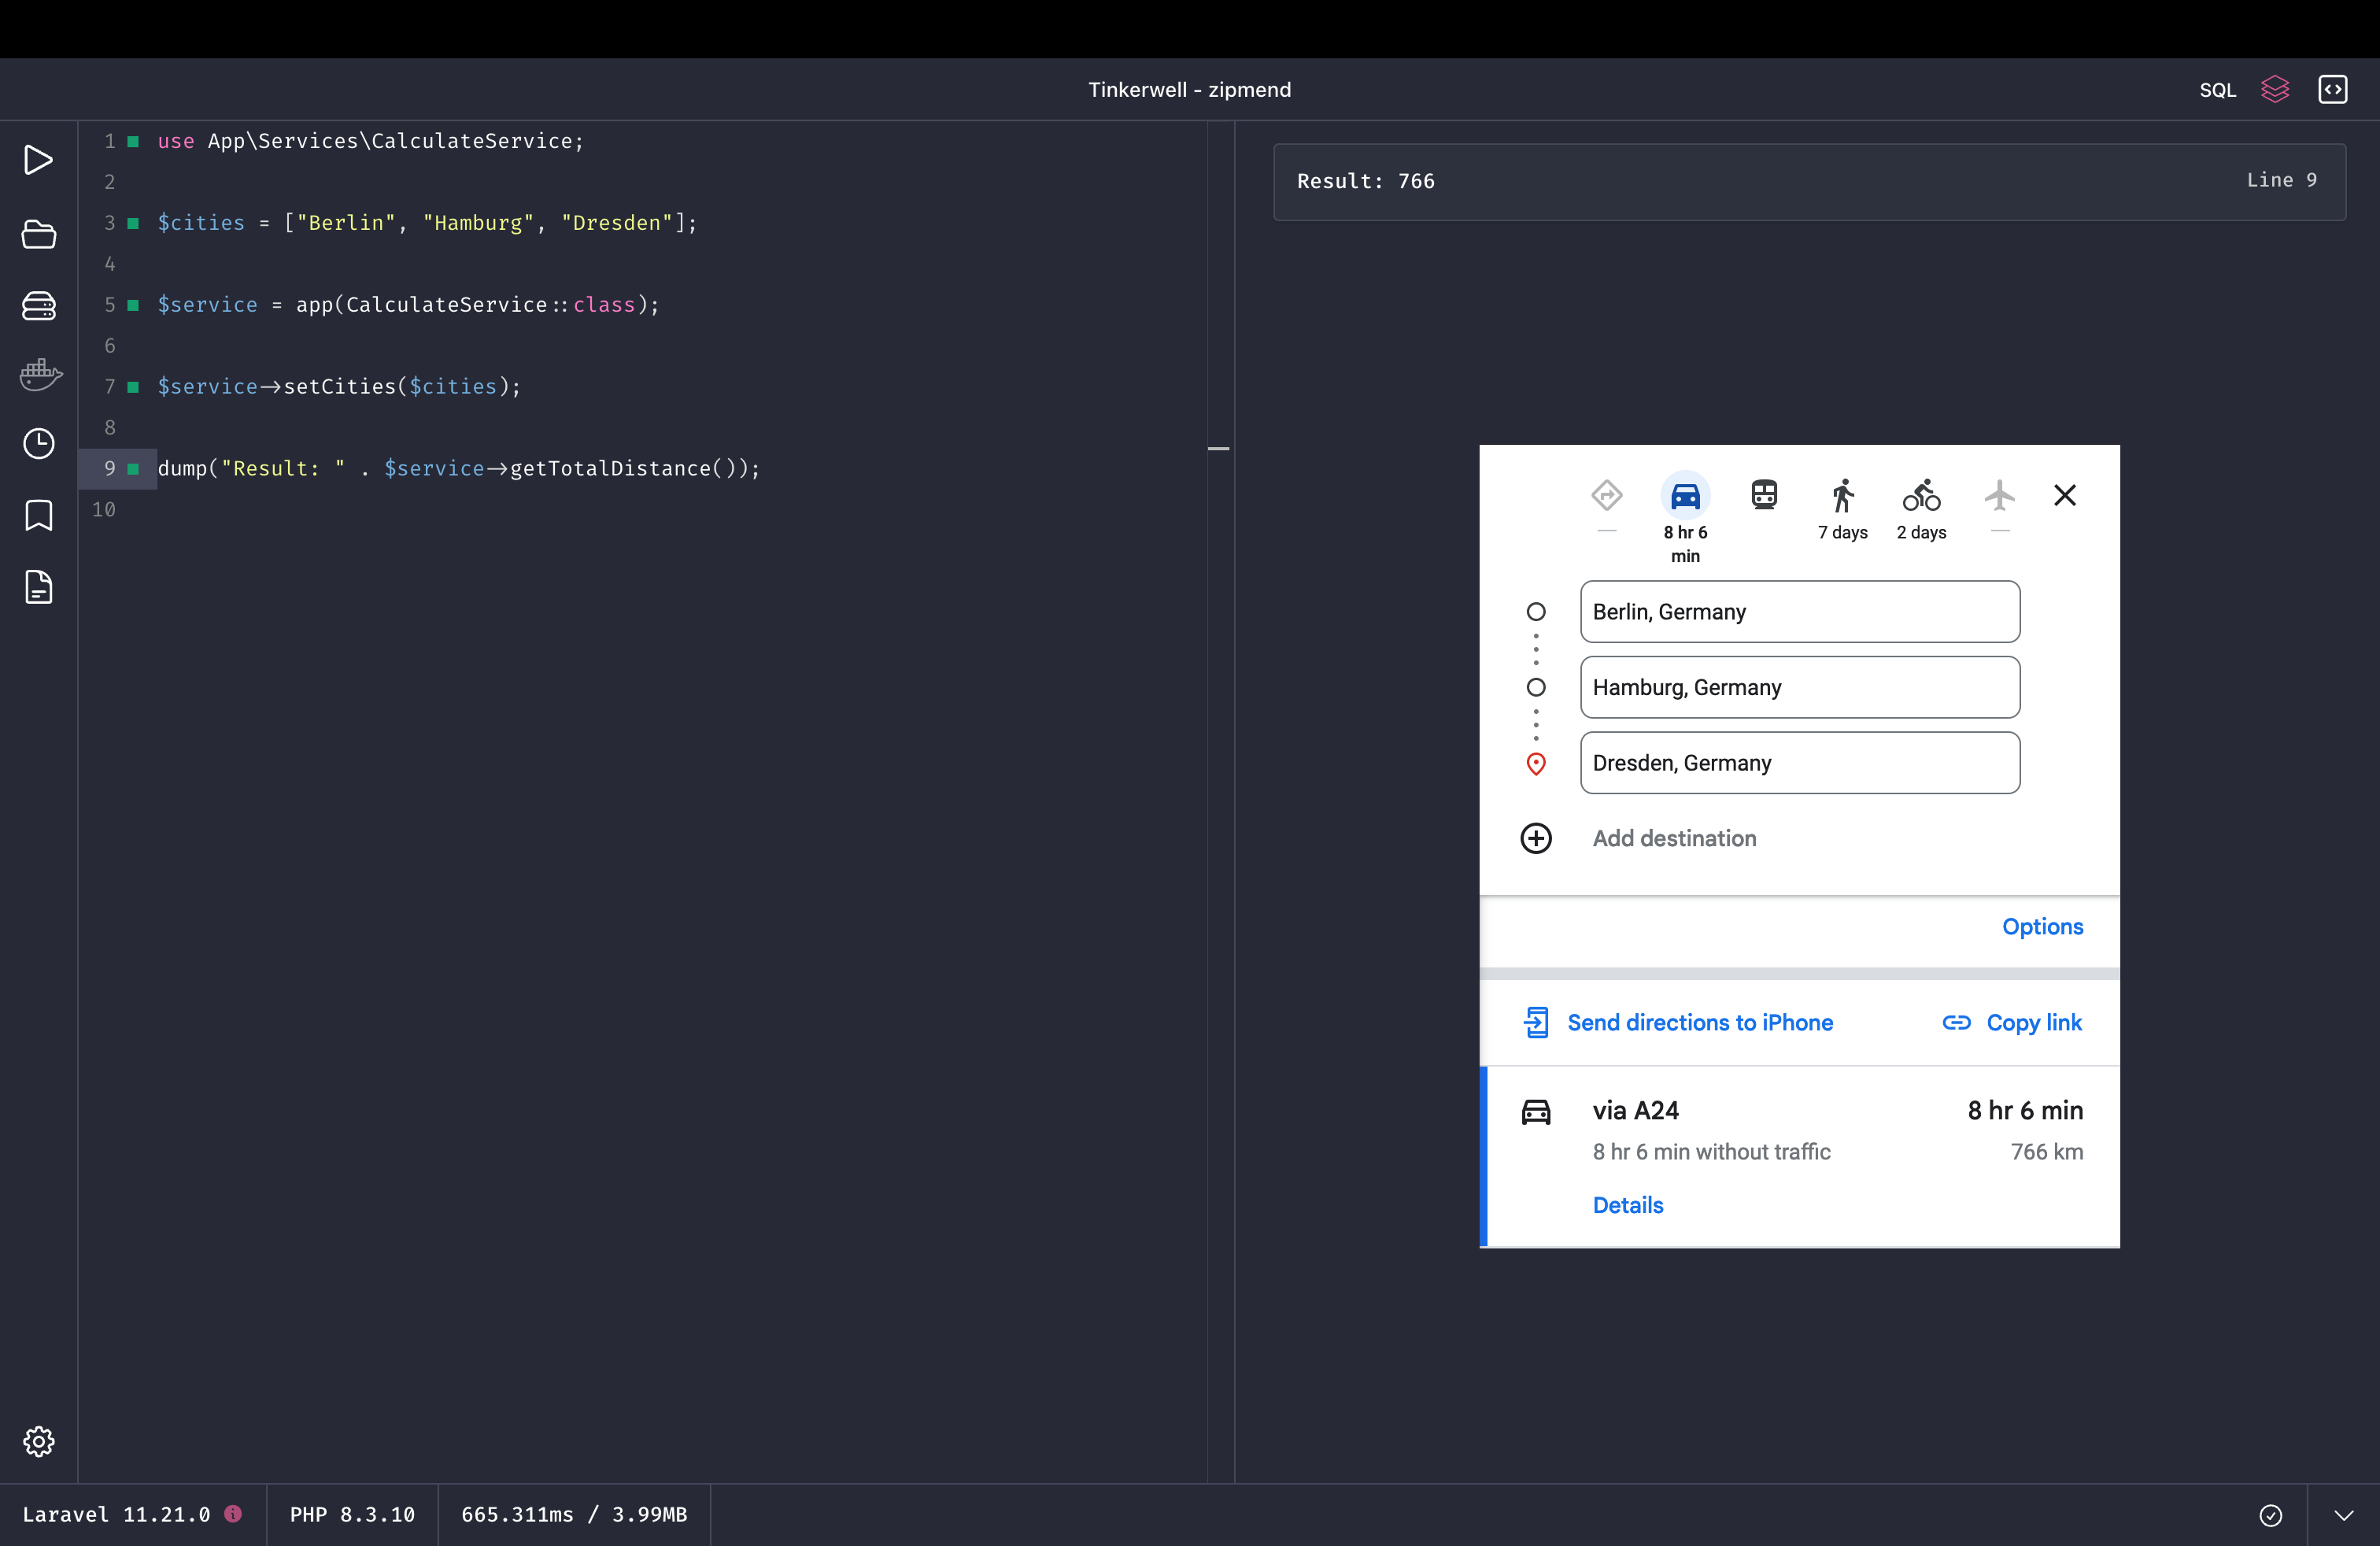 Tinkerwell - zipmend
SQL
1 use App\Services\CalculateService;
2
3 $cities = ["Berlin", "Hamburg", "Dresden"];
4
5 $service = app(CalculateService::class);
6
7 $service->setCities($cities);
8
9 dump("Result: " . $service->getTotalDistance());
10
Result: 766 Line 9
8 hr 6 min
7 days
2 days
Berlin, Germany
Hamburg, Germany
Dresden, Germany
Add destination
Options
Send directions to iPhone Copy link
via A24 8 hr 6 min
8 hr 6 min without traffic 766 km
Details
Laravel 11.21.0 PHP 8.3.10 665.311ms / 3.99MB